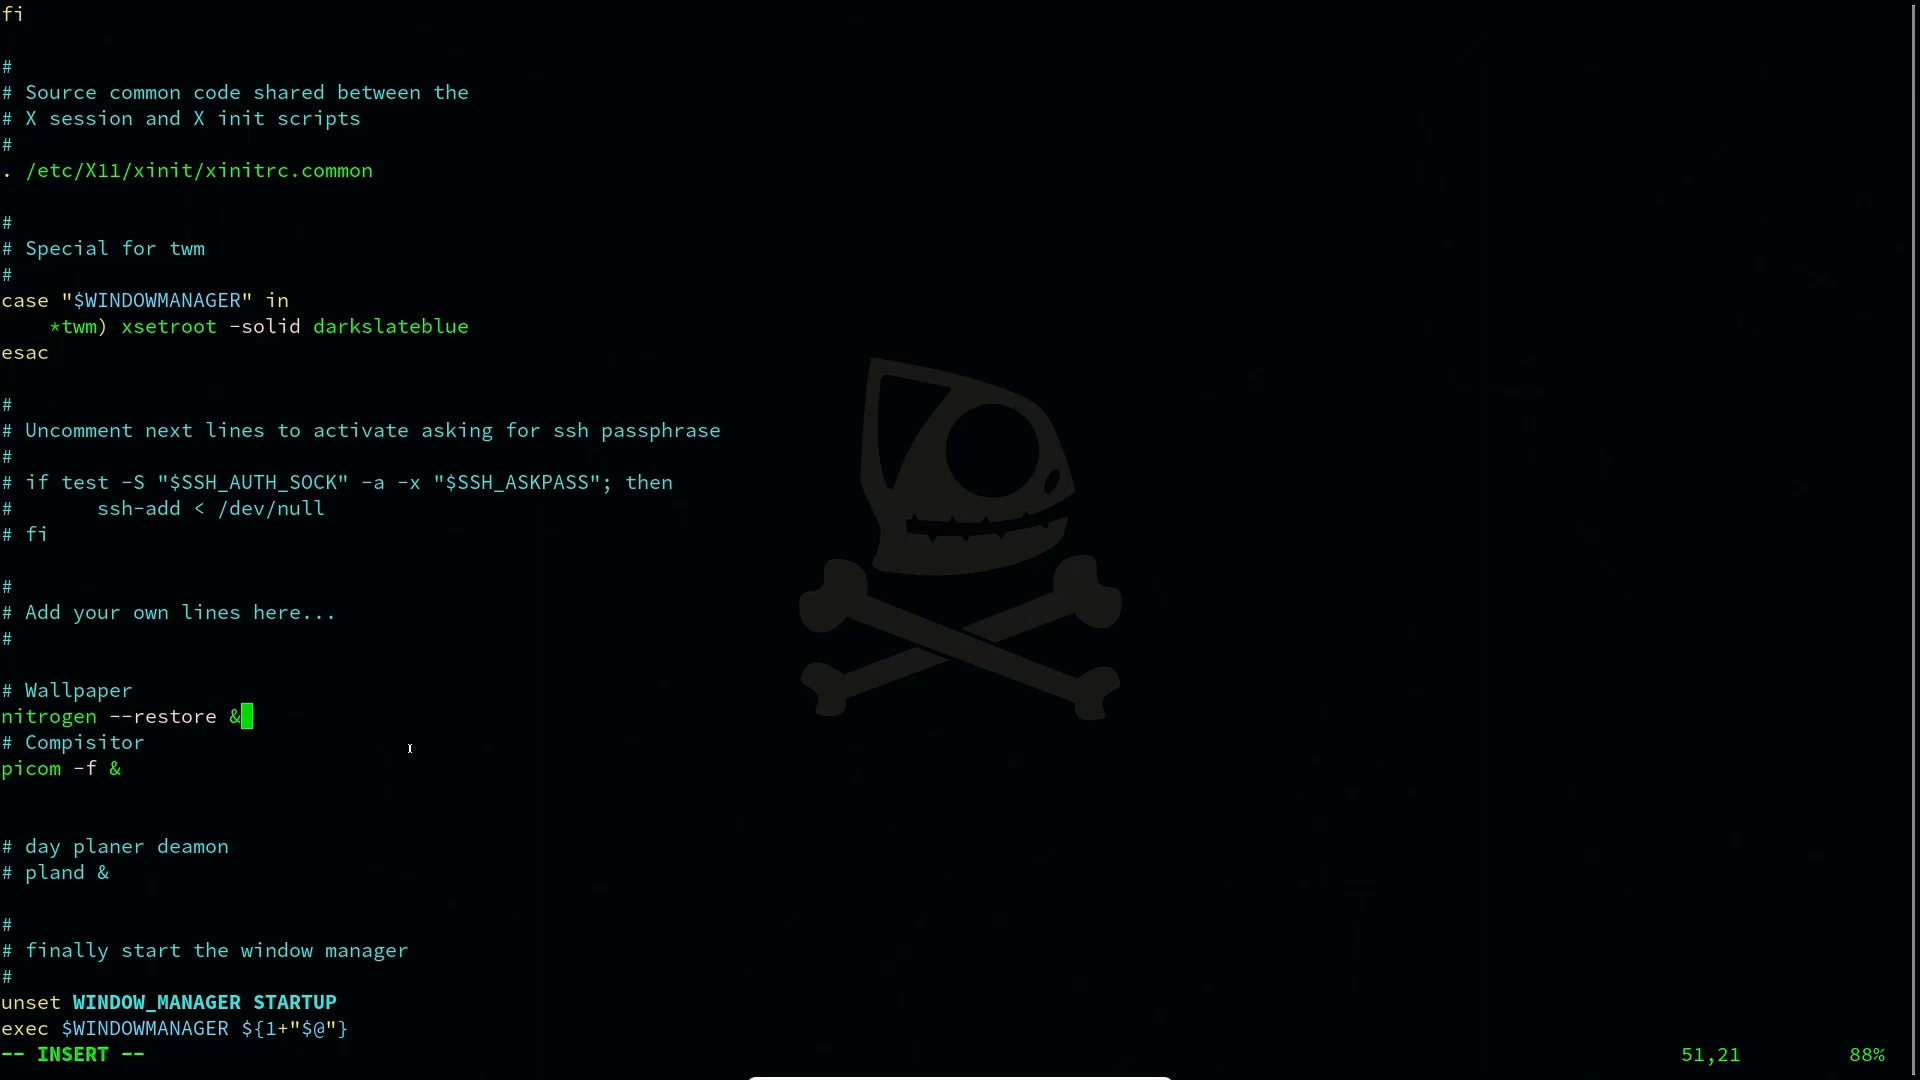 fi
#
# Source common code shared between the
# X session and X init scripts
#
. /etc/X11/xinit/xinitrc.common
#
# Special for twm
#
case "$WINDOWMANAGER" in
    *twm) xsetroot -solid darkslateblue
esac
#
# Uncomment next lines to activate asking for ssh passphrase
#
# if test -S "$SSH_AUTH_SOCK" -a -x "$SSH_ASKPASS"; then
#       ssh-add < /dev/null
# fi
#
# Add your own lines here...
#
# Wallpaper
nitrogen --restore &
# Compisitor
picom -f &
# day planer deamon
# pland &
#
# finally start the window manager
#
unset WINDOW_MANAGER STARTUP
exec $WINDOWMANAGER ${1+"$@"}
-- INSERT -- 51,21 88%